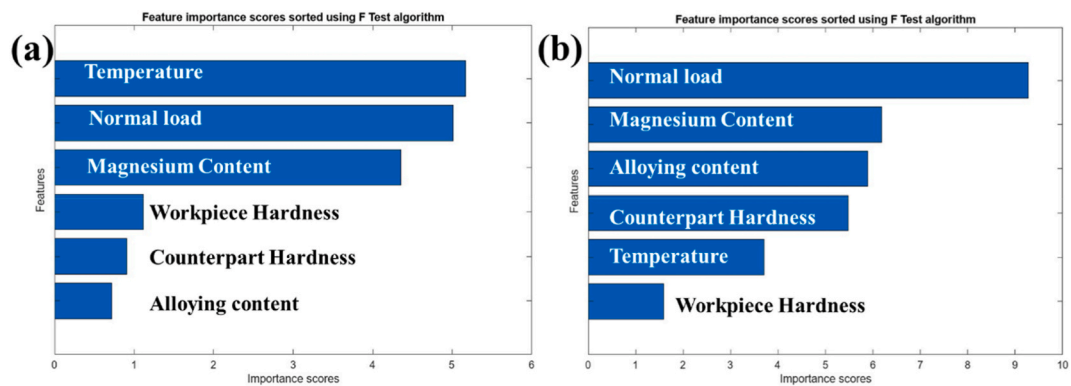 Feature importance scores sorted using F Test algorithm
(a)
Temperature
Normal load
Magnesium Content
Workpiece Hardness
Counterpart Hardness
Alloying content
Features
0 1 2 3 4 5 6
Importance scores
Feature importance scores sorted using F Test algorithm
(b)
Normal load
Magnesium Content
Alloying content
Counterpart Hardness
Temperature
Workpiece Hardness
Features
0 1 2 3 4 5 6 7 8 9 10
Importance scores